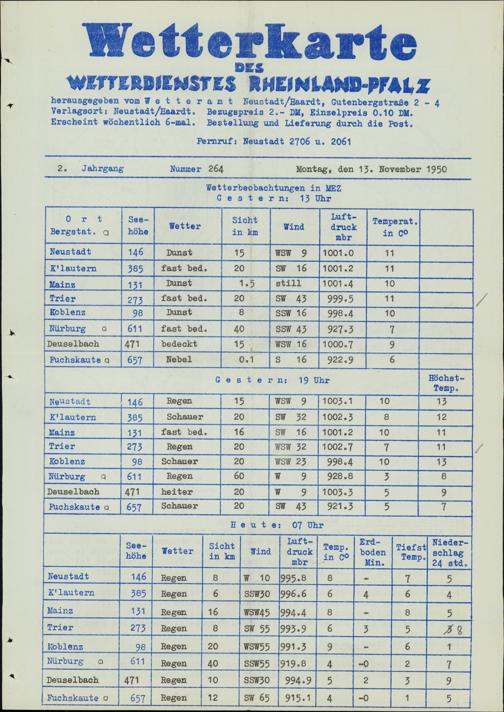 Wetterkarte
DES
WETTERDIENSTES RHEINLAND-PFALZ
herausgegeben vom W e t t e r a m t Neustadt/Haardt, Gutenbergstraße 2 - 4
Verlagsort: Neustadt/Haardt. Bezugspreis 2.- DM, Einzelpreis 0.10 DM.
Erscheint wöchentlich 6-mal. Bestellung und Lieferung durch die Post.
Fernruf: Neustadt 2706 u. 2061
2. Jahrgang Nummer 264 Montag, den 13. November 1950
Wetterbeobachtungen in MEZ
G e s t e r n : 13 Uhr
O r t See- Wetter Sicht Wind Luft- Temperat.
Bergstat. höhe in km druck in C°
mbr
Neustadt 146 Dunst 15 WSW 9 1001.0 11
K'lautern 385 fast bed. 20 SW 16 1001.2 11
Mainz 131 Dunst 1.5 still 1001.4 10
Trier 273 fast bed. 20 SW 43 999.5 11
Koblenz 98 Dunst 8 SSW 16 998.4 10
Nürburg 611 fast bed. 40 SSW 43 927.3 7
Deuselbach 471 bedeckt 15 WSW 16 1000.7 9
Fuchskaute 657 Nebel 0.1 S 16 922.9 6
G e s t e r n : 19 Uhr Höchst-
Temp.
Neustadt 146 Regen 15 WSW 9 1003.1 10 13
K'lautern 385 Schauer 20 SW 32 1002.3 8 12
Mainz 131 fast bed. 16 SW 16 1001.2 10 11
Trier 273 Regen 20 WSW 32 1002.7 7 11
Koblenz 98 Schauer 20 WSW 23 998.4 10 13
Nürburg 611 Regen 60 W 9 928.8 3 8
Deuselbach 471 heiter 20 W 9 1003.3 5 9
Fuchskaute 657 Schauer 20 SW 43 921.3 5 7
H e u t e : 07 Uhr
See- Wetter Sicht Wind Luft- Temp. Erd- Tiefst Nieder-
höhe in km druck in C° boden Temp. schlag
mbr Min. 24 std.
Neustadt 146 Regen 8 W 10 995.8 8 - 7 5
K'lautern 385 Regen 6 SSW30 996.6 6 4 6 4
Mainz 131 Regen 16 WSW45 994.4 8 - 8 5
Trier 273 Regen 8 SW 55 993.9 6 3 5 8
Koblenz 98 Regen 20 WSW55 991.3 9 - 6 1
Nürburg 611 Regen 40 SSW55 919.8 4 -0 2 7
Deuselbach 471 Regen 10 SSW30 994.9 5 2 3 9
Fuchskaute 657 Regen 12 SW 65 915.1 4 -0 1 5